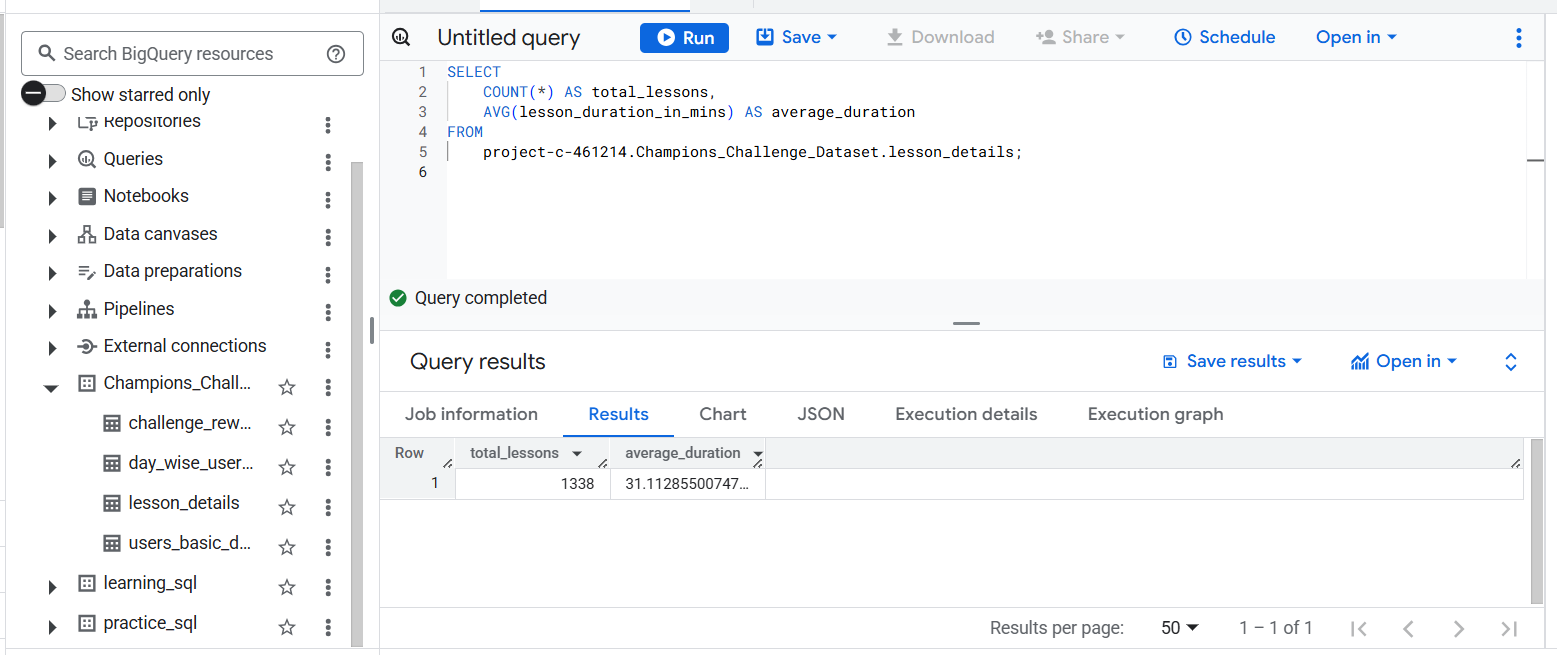 Search BigQuery resources
Show starred only
Repositories
Queries
Notebooks
Data canvases
Data preparations
Pipelines
External connections
Champions_Chall...
challenge_rew...
day_wise_user...
lesson_details
users_basic_d...
learning_sql
practice_sql
Untitled query
Run
Save
Download
Share
Schedule
Open in
1 SELECT
2 COUNT(*) AS total_lessons,
3 AVG(lesson_duration_in_mins) AS average_duration
4 FROM
5 project-c-461214.Champions_Challenge_Dataset.lesson_details;
6
Query completed
Query results
Save results
Open in
Job information
Results
Chart
JSON
Execution details
Execution graph
Row total_lessons average_duration
1 1338 31.11285500747...
Results per page: 50 1 – 1 of 1